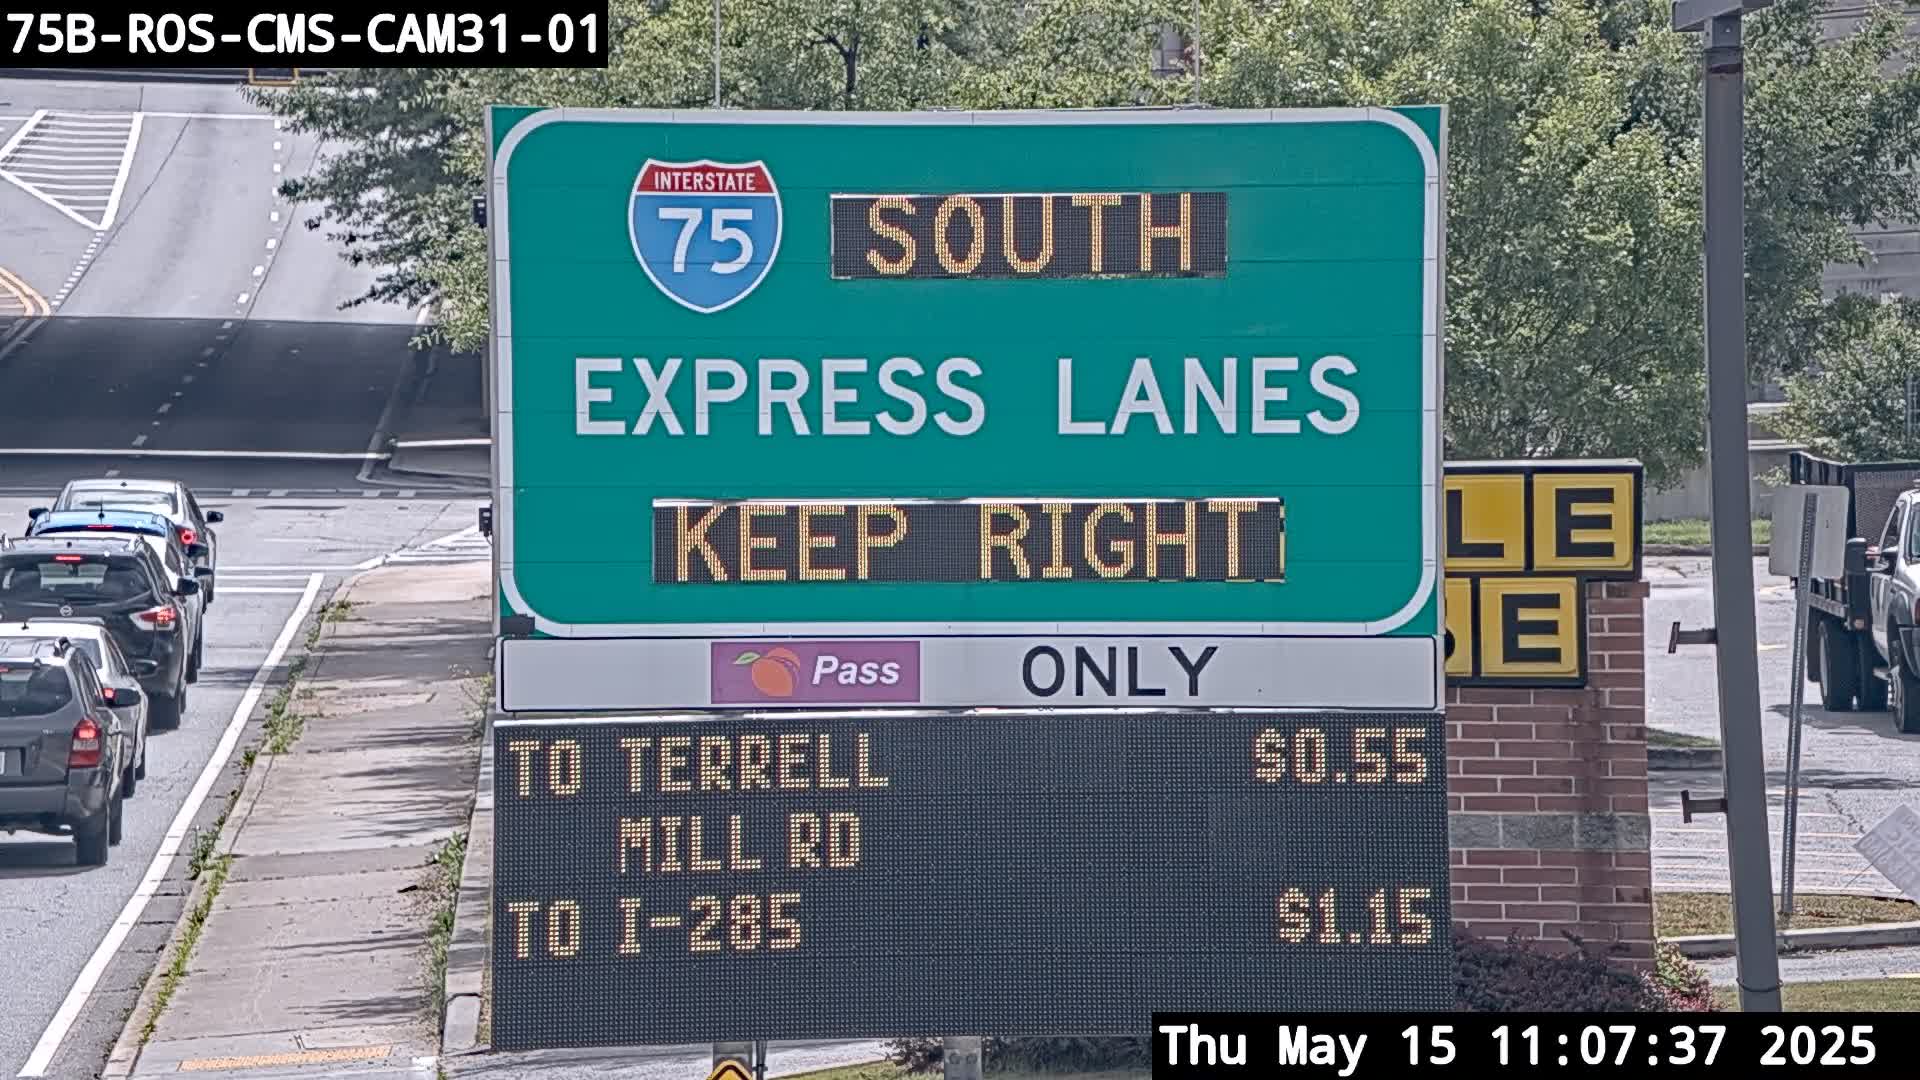 75B-ROS-CMS-CAM31-01
INTERSTATE
75
SOUTH
EXPRESS LANES
KEEP RIGHT
Pass ONLY
TO TERRELL $0.55
MILL RD
TO I-285 $1.15
LE
E
Thu May 15 11:07:37 2025